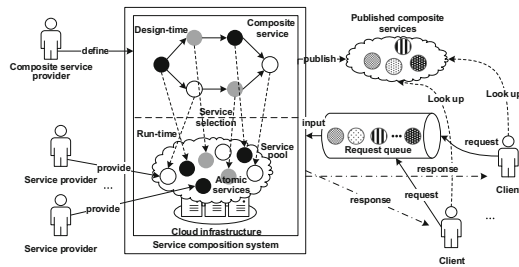 Design-time
Composite
service
Published composite
services
define
publish
Composite service
provider
Look up
Look up
Service
selection
input
Run-time
Service
pool
Request queue
request
Service provider
provide
response
Client
...
Atomic
services
request
provide
response
...
Cloud infrastructure
Service provider
Service composition system
Client